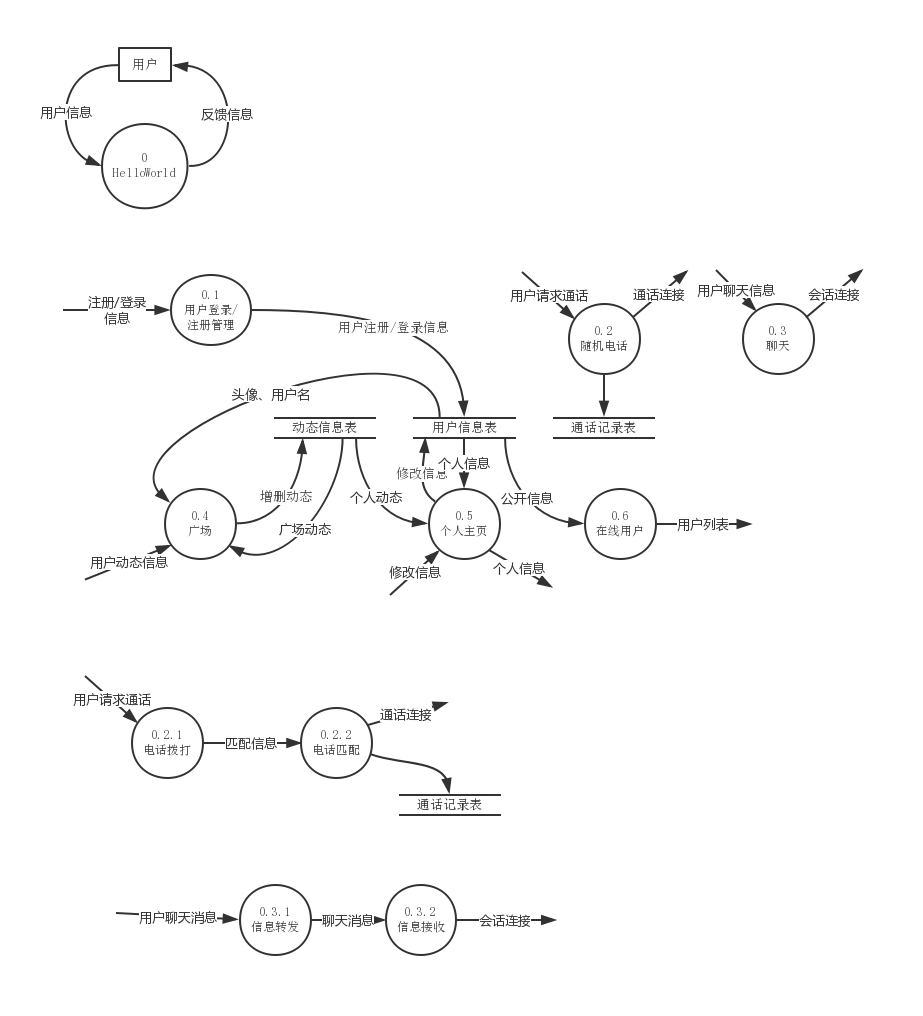 用户
用户信息
反馈信息
0
HelloWorld
注册/登录
信息
0.1
用户登录/
注册管理
用户注册/登录信息
用户请求通话
通话连接
0.2
随机电话
通话记录表
用户聊天信息
会话连接
0.3
聊天
头像、用户名
动态信息表
用户信息表
增删动态
广场动态
个人动态
修改信息
个人信息
公开信息
0.4
广场
用户动态信息
0.5
个人主页
修改信息
个人信息
0.6
在线用户
用户列表
用户请求通话
0.2.1
电话拨打
匹配信息
0.2.2
电话匹配
通话连接
通话记录表
用户聊天消息
0.3.1
信息转发
聊天消息
0.3.2
信息接收
会话连接